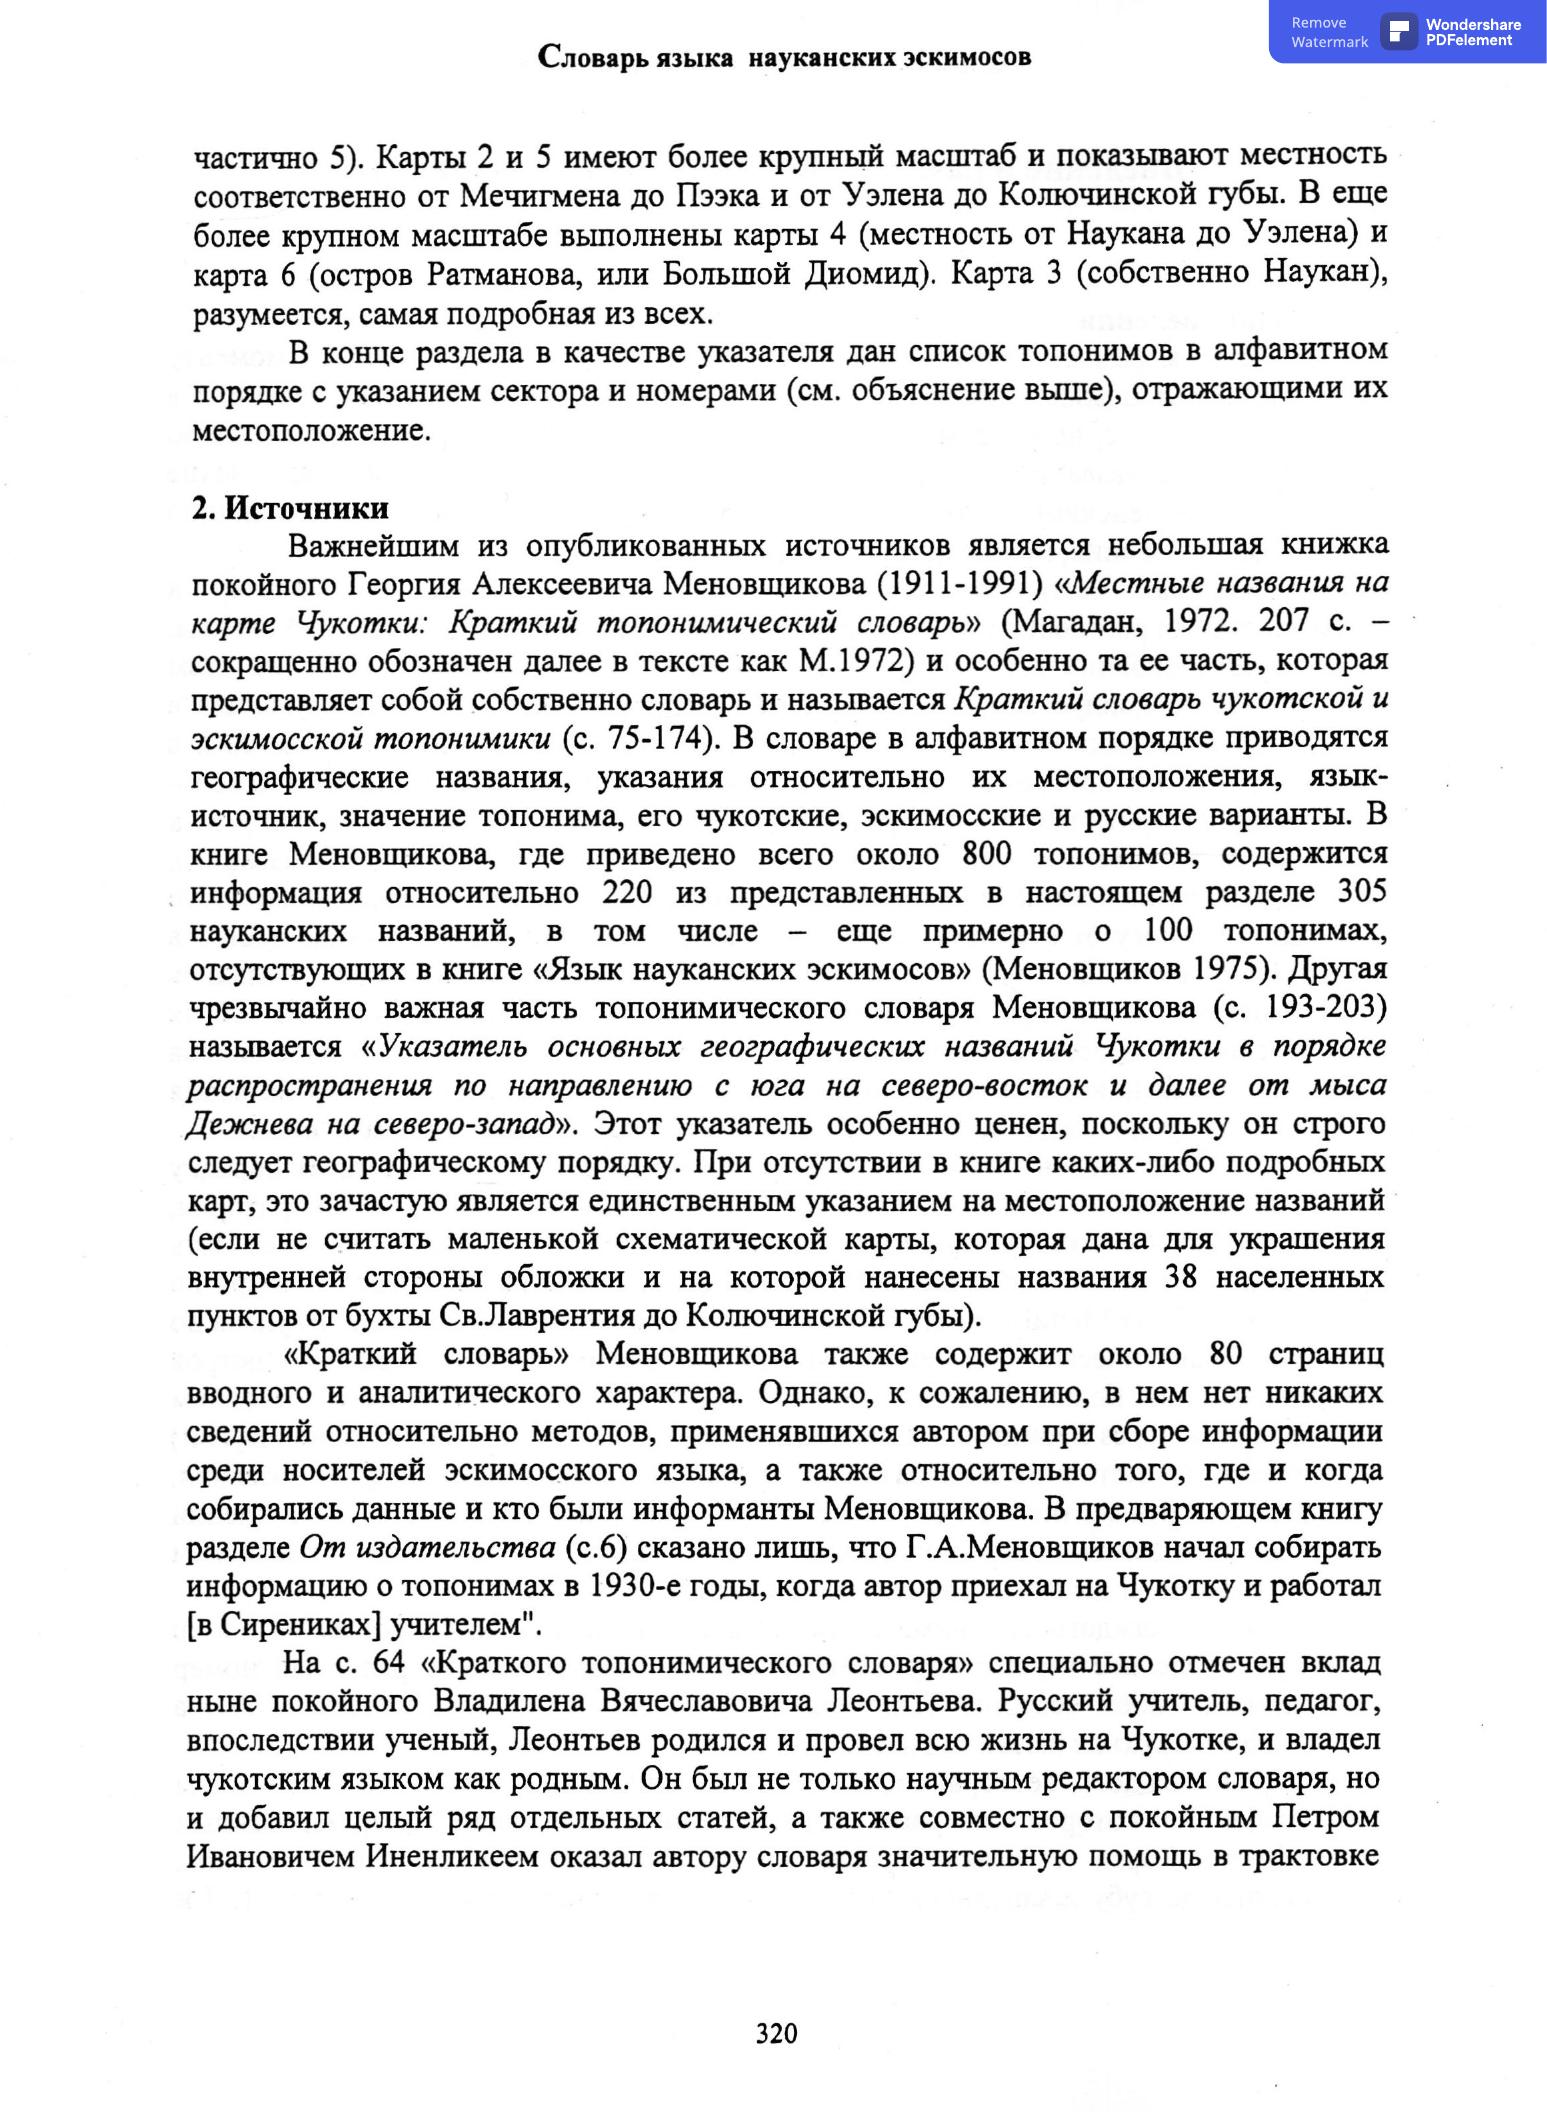 Remove
Watermark
Wondershare
PDFelement
Словарь языка науканских эскимосов
частично 5). Карты 2 и 5 имеют более крупный масштаб и показывают местность
соответственно от Мечигмена до Пээка и от Уэлена до Колючинской губы. В еще
более крупном масштабе выполнены карты 4 (местность от Наукана до Уэлена) и
карта 6 (остров Ратманова, или Большой Диомид). Карта 3 (собственно Наукан),
разумеется, самая подробная из всех.
В конце раздела в качестве указателя дан список топонимов в алфавитном
порядке с указанием сектора и номерами (см. объяснение выше), отражающими их
местоположение.
2. Источники
Важнейшим из опубликованных источников является небольшая книжка
покойного Георгия Алексеевича Меновщикова (1911-1991) «Местные названия на
карте Чукотки: Краткий топонимический словарь» (Магадан, 1972. 207 с. –
сокращенно обозначен далее в тексте как М.1972) и особенно та ее часть, которая
представляет собой собственно словарь и называется Краткий словарь чукотской и
эскимосской топонимики (с. 75-174). В словаре в алфавитном порядке приводятся
географические названия, указания относительно их местоположения, язык-
источник, значение топонима, его чукотские, эскимосские и русские варианты. В
книге Меновщикова, где приведено всего около 800 топонимов, содержится
информация относительно 220 из представленных в настоящем разделе 305
науканских названий, в том числе – еще примерно о 100 топонимах,
отсутствующих в книге «Язык науканских эскимосов» (Меновщиков 1975). Другая
чрезвычайно важная часть топонимического словаря Меновщикова (с. 193-203)
называется «Указатель основных географических названий Чукотки в порядке
распространения по направлению с юга на северо-восток и далее от мыса
Дежнева на северо-запад». Этот указатель особенно ценен, поскольку он строго
следует географическому порядку. При отсутствии в книге каких-либо подробных
карт, это зачастую является единственным указанием на местоположение названий
(если не считать маленькой схематической карты, которая дана для украшения
внутренней стороны обложки и на которой нанесены названия 38 населенных
пунктов от бухты Св.Лаврентия до Колючинской губы).
«Краткий словарь» Меновщикова также содержит около 80 страниц
вводного и аналитического характера. Однако, к сожалению, в нем нет никаких
сведений относительно методов, применявшихся автором при сборе информации
среди носителей эскимосского языка, а также относительно того, где и когда
собирались данные и кто были информанты Меновщикова. В предваряющем книгу
разделе От издательства (с.6) сказано лишь, что Г.А.Меновщиков начал собирать
информацию о топонимах в 1930-е годы, когда автор приехал на Чукотку и работал
[в Сирениках] учителем".
На с. 64 «Краткого топонимического словаря» специально отмечен вклад
ныне покойного Владилена Вячеславовича Леонтьева. Русский учитель, педагог,
впоследствии ученый, Леонтьев родился и провел всю жизнь на Чукотке, и владел
чукотским языком как родным. Он был не только научным редактором словаря, но
и добавил целый ряд отдельных статей, а также совместно с покойным Петром
Ивановичем Иненликеем оказал автору словаря значительную помощь в трактовке
320